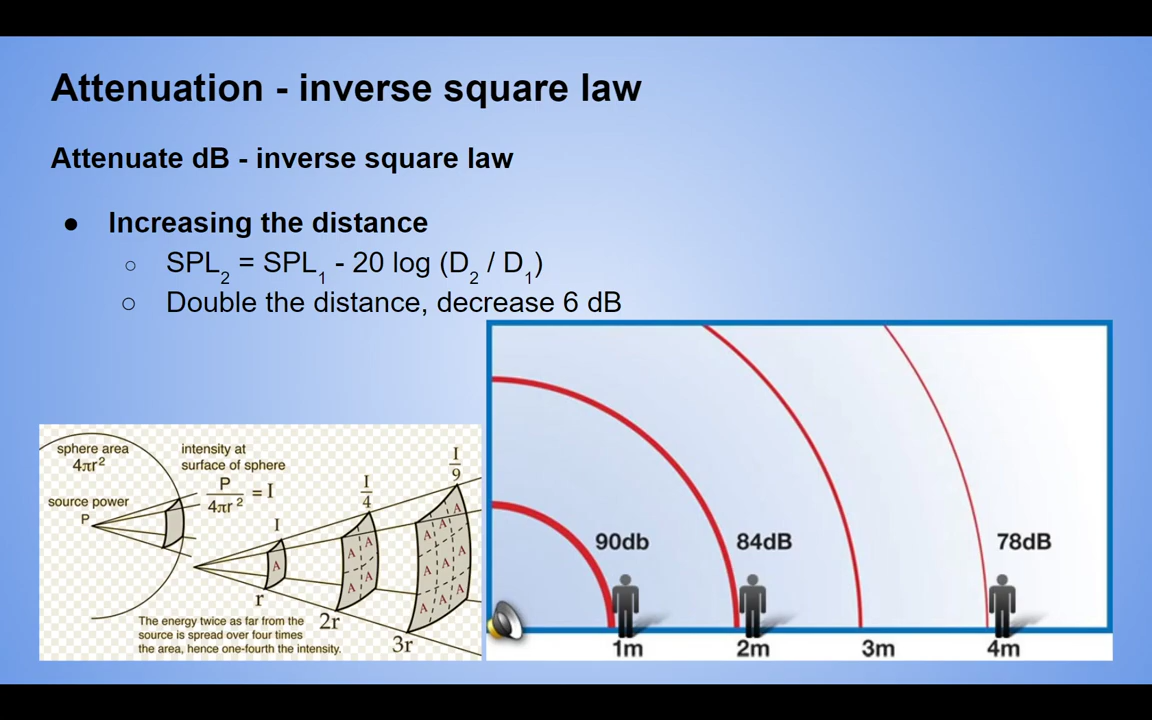 Attenuation - inverse square law
Attenuate dB - inverse square law
● Increasing the distance
○ SPL₂ = SPL₁ - 20 log (D₂ / D₁)
○ Double the distance, decrease 6 dB
sphere area
4πr²
source power
P
intensity at
surface of sphere
P
4πr²
= I
I
I
4
I
9
A
A A
A A
A A A
A A A
A A A
r
2r
3r
The energy twice as far from the
source is spread over four times
the area, hence one-fourth the intensity.
90db
84dB
78dB
1m
2m
3m
4m